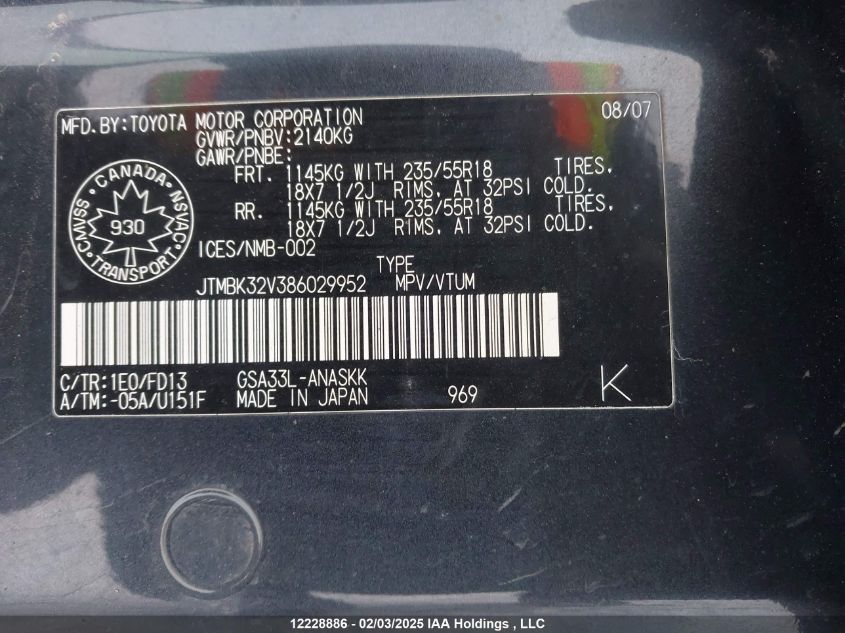 MFD.BY:TOYOTA MOTOR CORPORATION 08/07
GVWR/PNBV:2140KG
GAWR/PNBE:
FRT. 1145KG WITH 235/55R18 TIRES,
18X7 1/2J RIMS, AT 32PSI COLD.
RR. 1145KG WITH 235/55R18 TIRES,
18X7 1/2J RIMS, AT 32PSI COLD.
CANADA
CMVSS 930 NSVAC
TRANSPORT
ICES/NMB-002
TYPE
JTMBK32V386029952 MPV/VTUM
C/TR:1E0/FD13 GSA33L-ANASKK
A/TM:-05A/U151F MADE IN JAPAN 969 K
12228886 - 02/03/2025 IAA Holdings , LLC